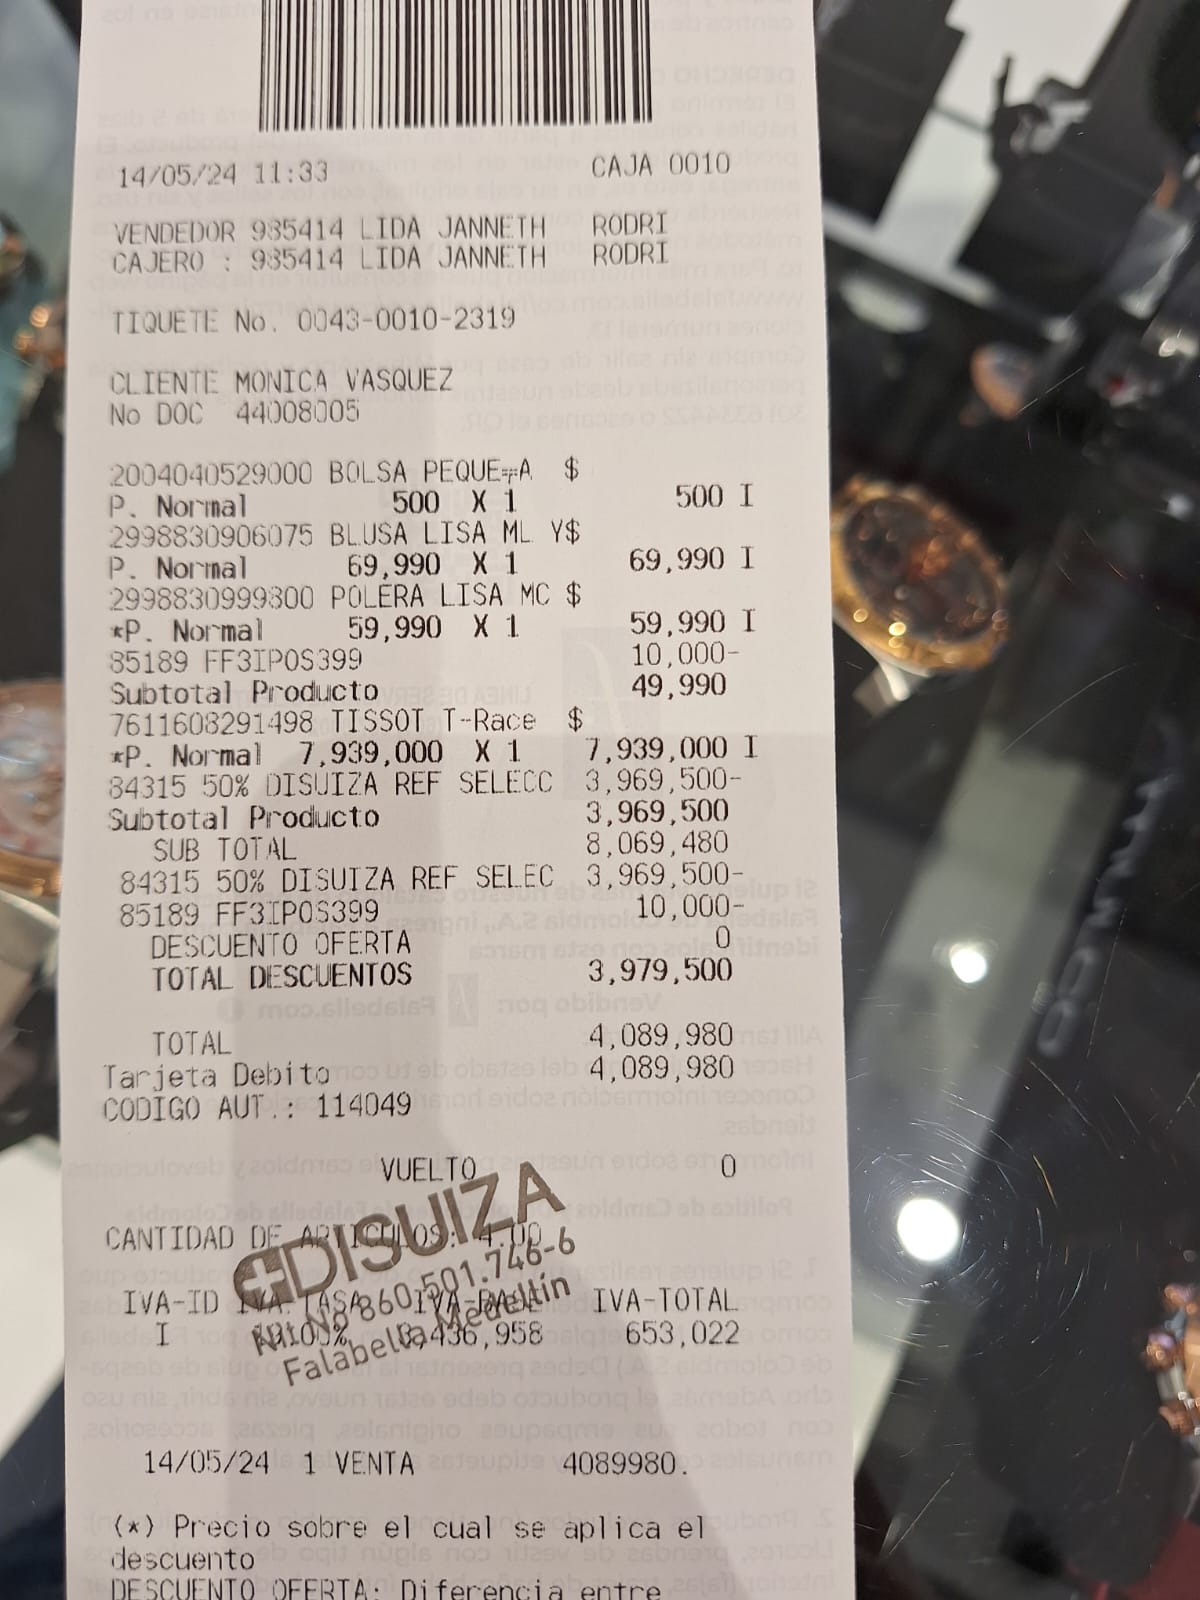 14/05/24 11:33 CAJA 0010
VENDEDOR 985414 LIDA JANNETH RODRI
CAJERO : 985414 LIDA JANNETH RODRI
TIQUETE No. 0043-0010-2319
CLIENTE MONICA VASQUEZ
No DOC 44008005
2004040529000 BOLSA PEQUE╤A $
P. Normal 500 X 1 500 I
2998830906075 BLUSA LISA ML Y$
P. Normal 69,990 X 1 69,990 I
2998830999800 POLERA LISA MC $
*P. Normal 59,990 X 1 59,990 I
85189 FF3IPOS399 10,000-
Subtotal Producto 49,990
7611608291498 TISSOT T-Race $
*P. Normal 7,939,000 X 1 7,939,000 I
84315 50% DISUIZA REF SELECC 3,969,500-
Subtotal Producto 3,969,500
SUB TOTAL 8,069,480
84315 50% DISUIZA REF SELEC 3,969,500-
85189 FF3IPOS399 10,000-
DESCUENTO OFERTA 0
TOTAL DESCUENTOS 3,979,500
TOTAL 4,089,980
Tarjeta Debito 4,089,980
CODIGO AUT.: 114049
VUELTO 0
CANTIDAD DE ARTICULOS: 4.00
DISUIZA
Nit. No 860.501.746-6
Falabella Medellín
IVA-ID IVA-TASA IVA-BASE IVA-TOTAL
I 19.00% 3,436,958 653,022
14/05/24 1 VENTA 4089980.
(*) Precio sobre el cual se aplica el
descuento
DESCUENTO OFERTA: Diferencia entre